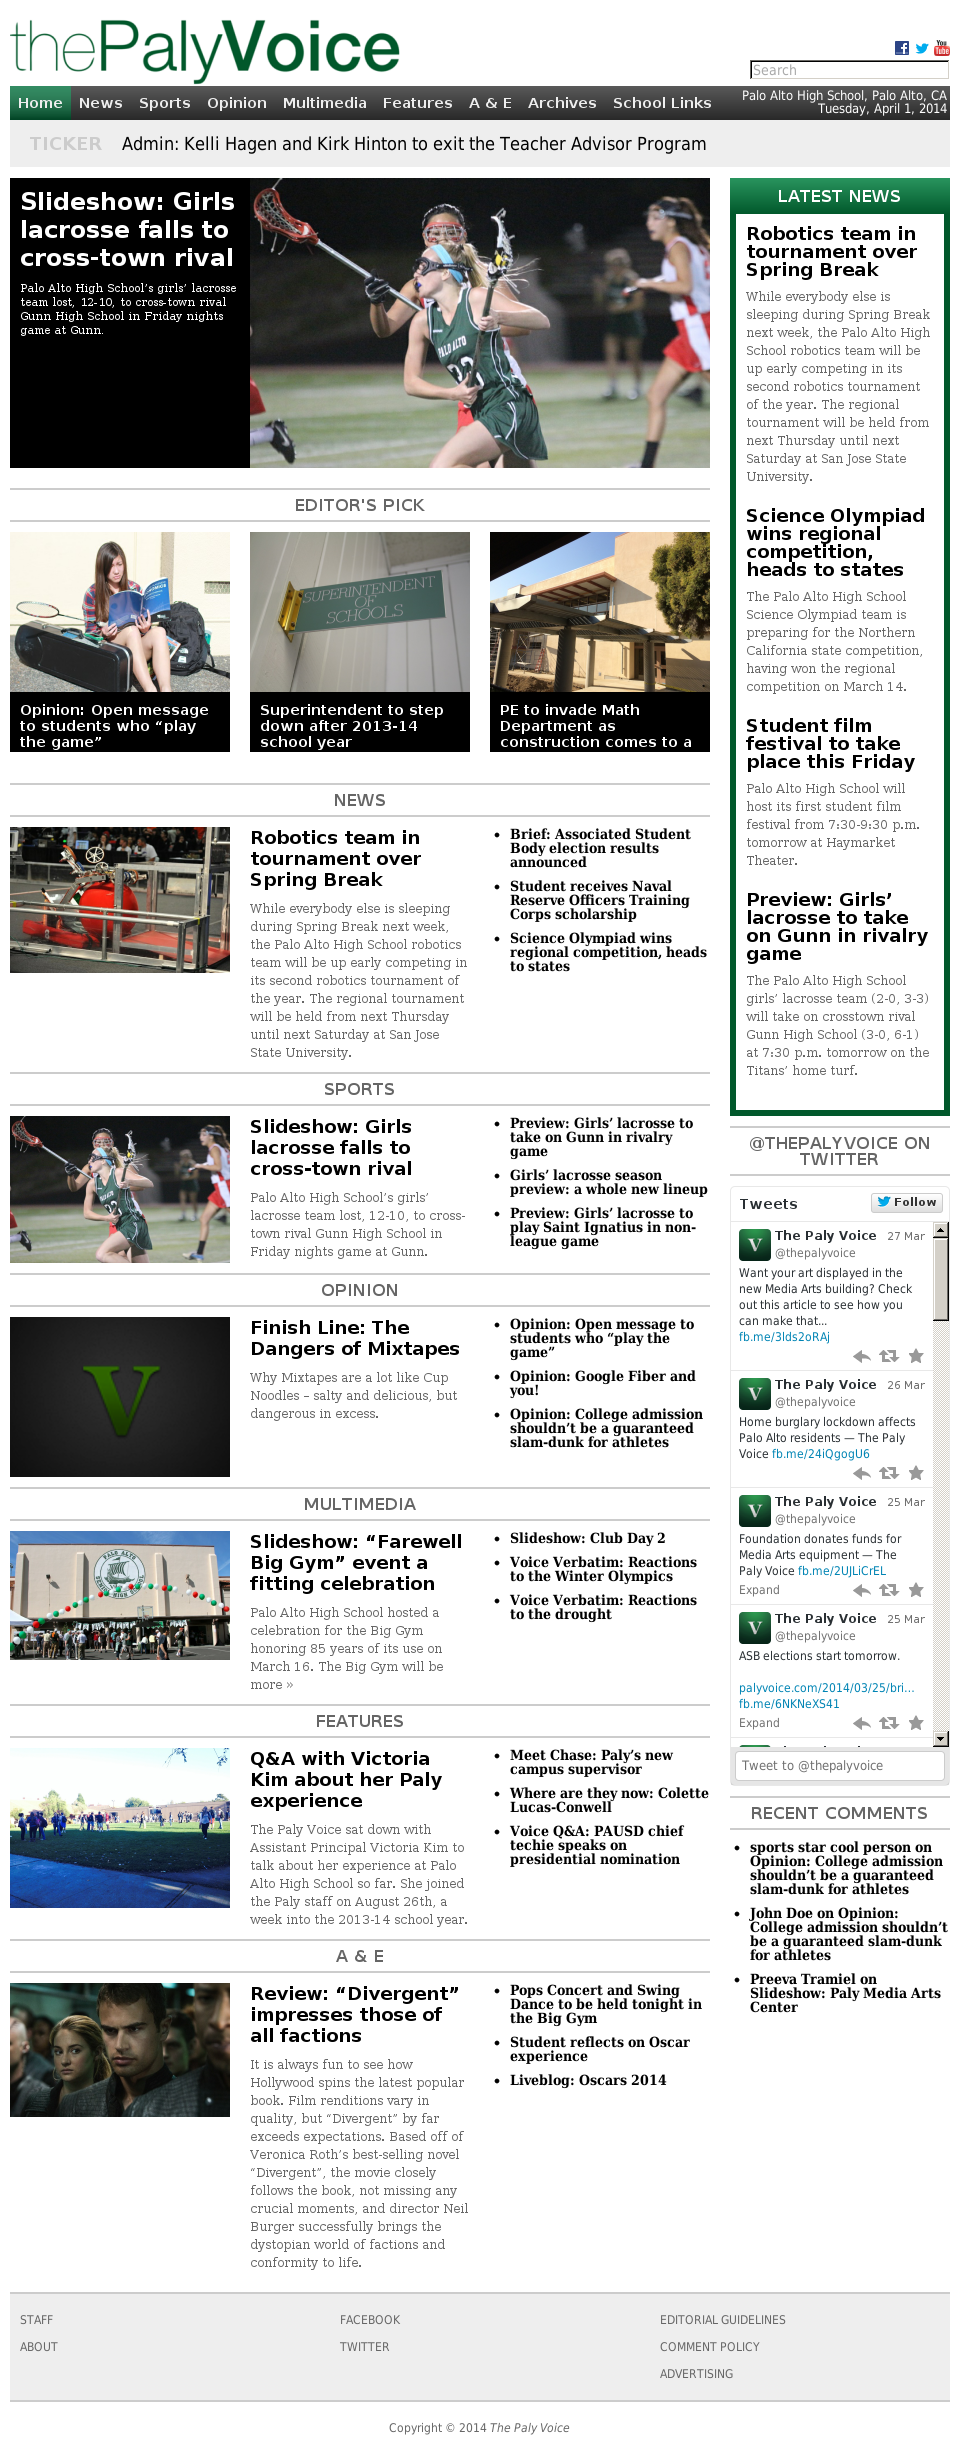 thePalyVoice
Search
Home News Sports Opinion Multimedia Features A & E Archives School Links
Palo Alto High School, Palo Alto, CA
Tuesday, April 1, 2014
TICKER Admin: Kelli Hagen and Kirk Hinton to exit the Teacher Advisor Program
Slideshow: Girls
lacrosse falls to
cross-town rival
Palo Alto High School’s girls’ lacrosse
team lost, 12-10, to cross-town rival
Gunn High School in Friday nights
game at Gunn.
PALO ALTO
EDITOR'S PICK
SUPERINTENDENT
OF
SCHOOLS
Opinion: Open message
to students who “play
the game”
Superintendent to step
down after 2013-14
school year
PE to invade Math
Department as
construction comes to a
NEWS
Robotics team in
tournament over
Spring Break
While everybody else is sleeping
during Spring Break next week,
the Palo Alto High School robotics
team will be up early competing in
its second robotics tournament of
the year. The regional tournament
will be held from next Thursday
until next Saturday at San Jose
State University.
Brief: Associated Student
Body election results
announced
Student receives Naval
Reserve Officers Training
Corps scholarship
Science Olympiad wins
regional competition, heads
to states
SPORTS
Slideshow: Girls
lacrosse falls to
cross-town rival
Palo Alto High School’s girls’
lacrosse team lost, 12-10, to cross-
town rival Gunn High School in
Friday nights game at Gunn.
Preview: Girls’ lacrosse to
take on Gunn in rivalry
game
Girls’ lacrosse season
preview: a whole new lineup
Preview: Girls’ lacrosse to
play Saint Ignatius in non-
league game
OPINION
V
Finish Line: The
Dangers of Mixtapes
Why Mixtapes are a lot like Cup
Noodles – salty and delicious, but
dangerous in excess.
Opinion: Open message to
students who “play the
game”
Opinion: Google Fiber and
you!
Opinion: College admission
shouldn’t be a guaranteed
slam-dunk for athletes
MULTIMEDIA
PALO ALTO
SENIOR HIGH SCHOOL
Slideshow: “Farewell
Big Gym” event a
fitting celebration
Palo Alto High School hosted a
celebration for the Big Gym
honoring 85 years of its use on
March 16. The Big Gym will be
more »
Slideshow: Club Day 2
Voice Verbatim: Reactions
to the Winter Olympics
Voice Verbatim: Reactions
to the drought
FEATURES
Q&A with Victoria
Kim about her Paly
experience
The Paly Voice sat down with
Assistant Principal Victoria Kim to
talk about her experience at Palo
Alto High School so far. She joined
the Paly staff on August 26th, a
week into the 2013-14 school year.
Meet Chase: Paly’s new
campus supervisor
Where are they now: Colette
Lucas-Conwell
Voice Q&A: PAUSD chief
techie speaks on
presidential nomination
A & E
Review: “Divergent”
impresses those of
all factions
It is always fun to see how
Hollywood spins the latest popular
book. Film renditions vary in
quality, but “Divergent” by far
exceeds expectations. Based off of
Veronica Roth’s best-selling novel
“Divergent”, the movie closely
follows the book, not missing any
crucial moments, and director Neil
Burger successfully brings the
dystopian world of factions and
conformity to life.
Pops Concert and Swing
Dance to be held tonight in
the Big Gym
Student reflects on Oscar
experience
Liveblog: Oscars 2014
LATEST NEWS
Robotics team in
tournament over
Spring Break
While everybody else is
sleeping during Spring Break
next week, the Palo Alto High
School robotics team will be
up early competing in its
second robotics tournament
of the year. The regional
tournament will be held from
next Thursday until next
Saturday at San Jose State
University.
Science Olympiad
wins regional
competition,
heads to states
The Palo Alto High School
Science Olympiad team is
preparing for the Northern
California state competition,
having won the regional
competition on March 14.
Student film
festival to take
place this Friday
Palo Alto High School will
host its first student film
festival from 7:30-9:30 p.m.
tomorrow at Haymarket
Theater.
Preview: Girls’
lacrosse to take
on Gunn in rivalry
game
The Palo Alto High School
girls’ lacrosse team (2-0, 3-3)
will take on crosstown rival
Gunn High School (3-0, 6-1)
at 7:30 p.m. tomorrow on the
Titans’ home turf.
@THEPALYVOICE ON
TWITTER
Tweets Follow
The Paly Voice 27 Mar
@thepalyvoice
Want your art displayed in the
new Media Arts building? Check
out this article to see how you
can make that...
fb.me/3lds2oRAj
The Paly Voice 26 Mar
@thepalyvoice
Home burglary lockdown affects
Palo Alto residents — The Paly
Voice fb.me/24iQgogU6
The Paly Voice 25 Mar
@thepalyvoice
Foundation donates funds for
Media Arts equipment — The
Paly Voice fb.me/2UJLiCrEL
Expand
The Paly Voice 25 Mar
@thepalyvoice
ASB elections start tomorrow.
palyvoice.com/2014/03/25/bri…
fb.me/6NKNeXS41
Expand
Tweet to @thepalyvoice
RECENT COMMENTS
sports star cool person on
Opinion: College admission
shouldn’t be a guaranteed
slam-dunk for athletes
John Doe on Opinion:
College admission shouldn’t
be a guaranteed slam-dunk
for athletes
Preeva Tramiel on
Slideshow: Paly Media Arts
Center
STAFF FACEBOOK EDITORIAL GUIDELINES
ABOUT TWITTER COMMENT POLICY
ADVERTISING
Copyright © 2014 The Paly Voice